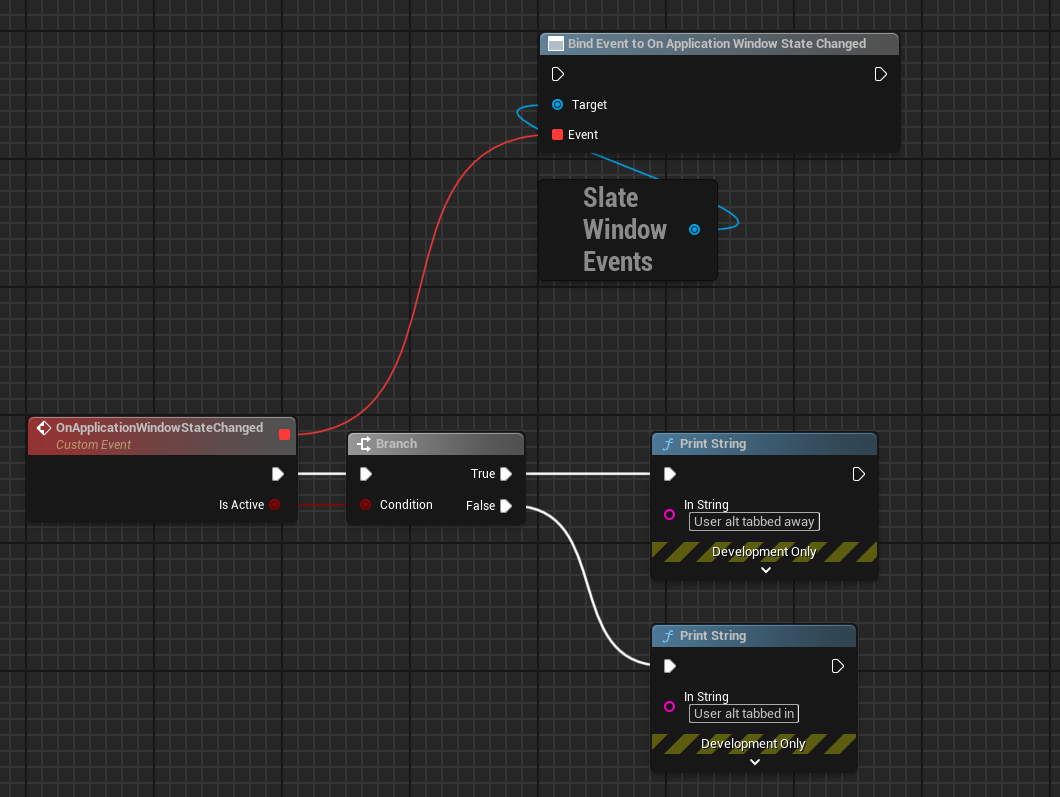 Bind Event to On Application Window State Changed
Target
Event
Slate
Window
Events
OnApplicationWindowStateChanged
Custom Event
Is Active
Branch
True
Condition
False
Print String
In String
User alt tabbed away
Development Only
Print String
In String
User alt tabbed in
Development Only